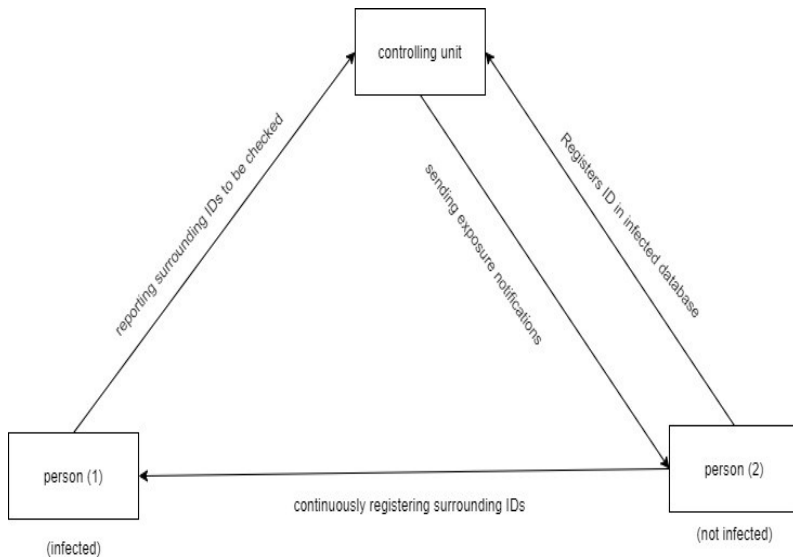 controlling unit
reporting surrounding IDs to be checked
sending exposure notifications
Registers ID in infected database
person (1)
person (2)
continuously registering surrounding IDs
(infected)
(not infected)